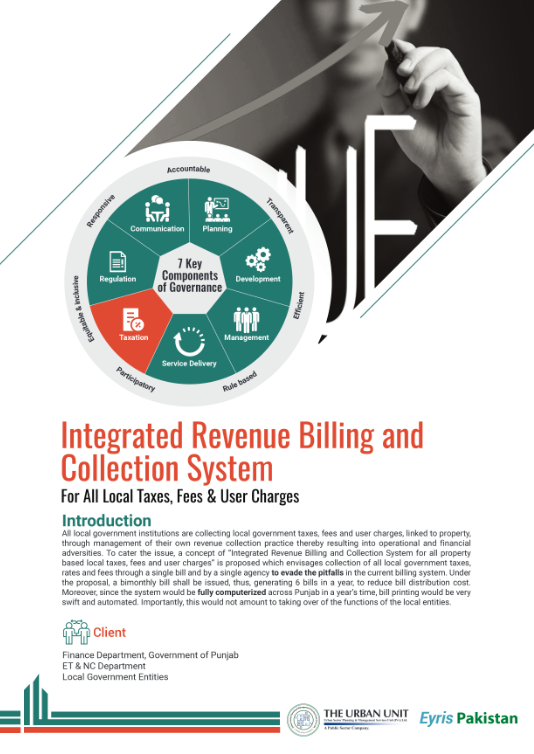 Accountable
Responsive
Transparent
Communication
Planning
7 Key
Components
of Governance
Regulation
Development
Equitable & Inclusive
Efficient
Taxation
Management
Service Delivery
Participatory
Rule based
Integrated Revenue Billing and
Collection System
For All Local Taxes, Fees & User Charges
Introduction
All local government institutions are collecting local government taxes, fees and user charges, linked to property,
through management of their own revenue collection practice thereby resulting into operational and financial
adversities. To cater the issue, a concept of "Integrated Revenue Billing and Collection System for all property
based local taxes, fees and user charges" is proposed which envisages collection of all local government taxes,
rates and fees through a single bill and by a single agency to evade the pitfalls in the current billing system. Under
the proposal, a bimonthly bill shall be issued, thus, generating 6 bills in a year, to reduce bill distribution cost.
Moreover, since the system would be fully computerized across Punjab in a year's time, bill printing would be very
swift and automated. Importantly, this would not amount to taking over of the functions of the local entities.
Client
Finance Department, Government of Punjab
ET & NC Department
Local Government Entities
THE URBAN UNIT
A Public Sector Company
Eyris Pakistan